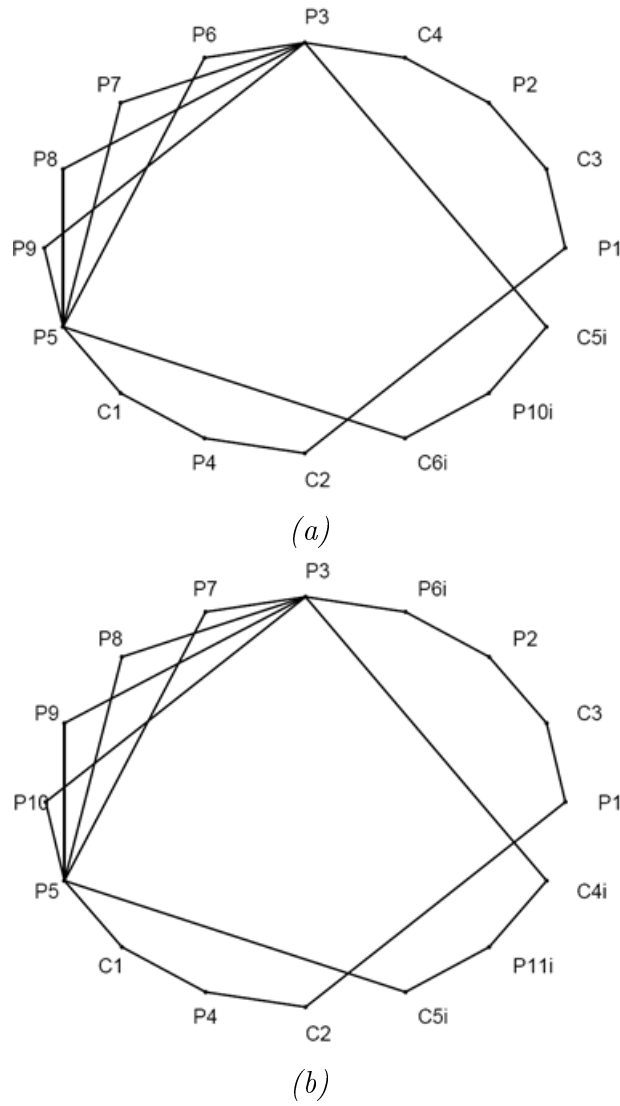 P3
P6 C4
P7 P2
P8 C3
P9 P1
P5 C5i
C1 P10i
P4 C6i
C2
(a)
P3
P7 P6i
P8 P2
P9 C3
P10 P1
P5 C4i
C1 P11i
P4 C5i
C2
(b)